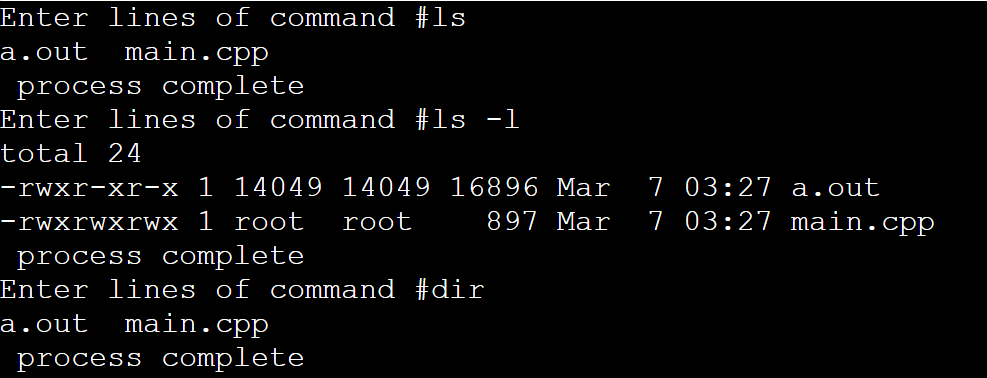 Enter lines of command #ls
a.out  main.cpp
 process complete
Enter lines of command #ls -l
total 24
-rwxr-xr-x 1 14049 14049 16896 Mar  7 03:27 a.out
-rwxrwxrwx 1 root  root    897 Mar  7 03:27 main.cpp
 process complete
Enter lines of command #dir
a.out  main.cpp
 process complete